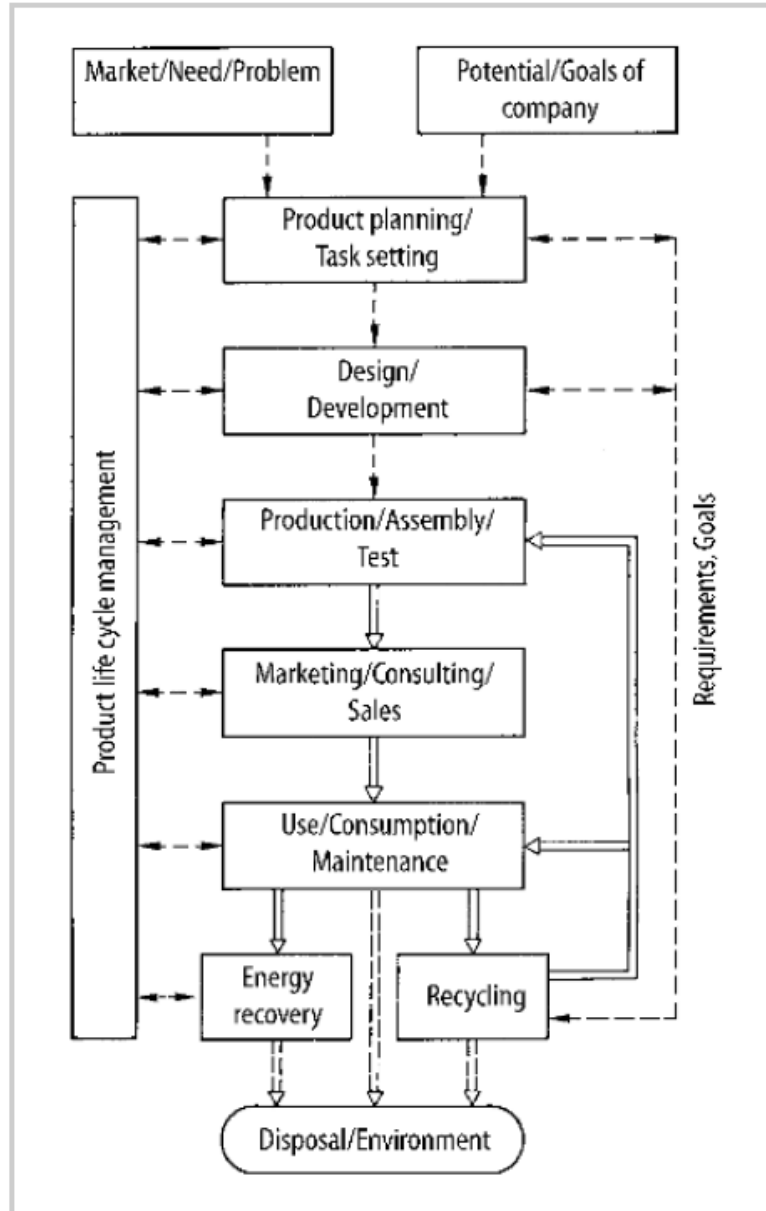 Market/Need/Problem
Potential/Goals of
company
Product planning/
Task setting
Design/
Development
Production/Assembly/
Test
Marketing/Consulting/
Sales
Use/Consumption/
Maintenance
Energy
recovery
Recycling
Disposal/Environment
Product life cycle management
Requirements, Goals